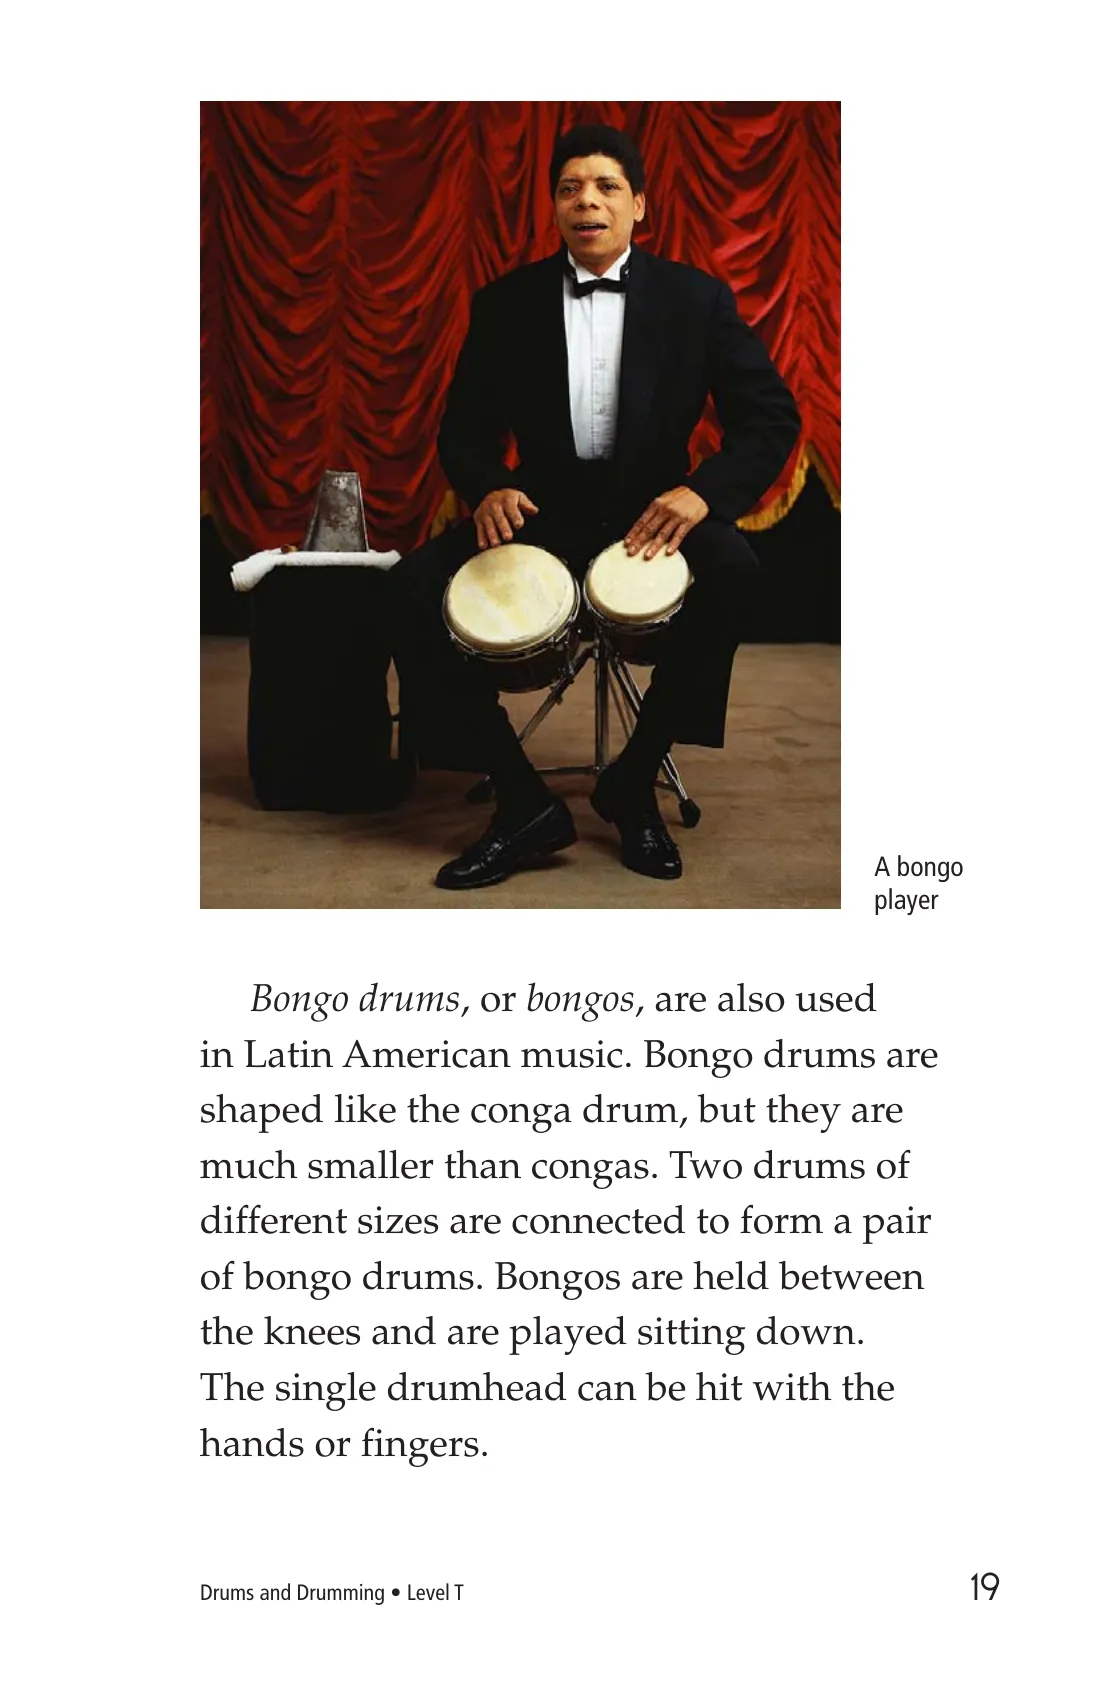 A bongo
player
Bongo drums, or bongos, are also used
in Latin American music. Bongo drums are
shaped like the conga drum, but they are
much smaller than congas. Two drums of
different sizes are connected to form a pair
of bongo drums. Bongos are held between
the knees and are played sitting down.
The single drumhead can be hit with the
hands or fingers.
Drums and Drumming • Level T
19